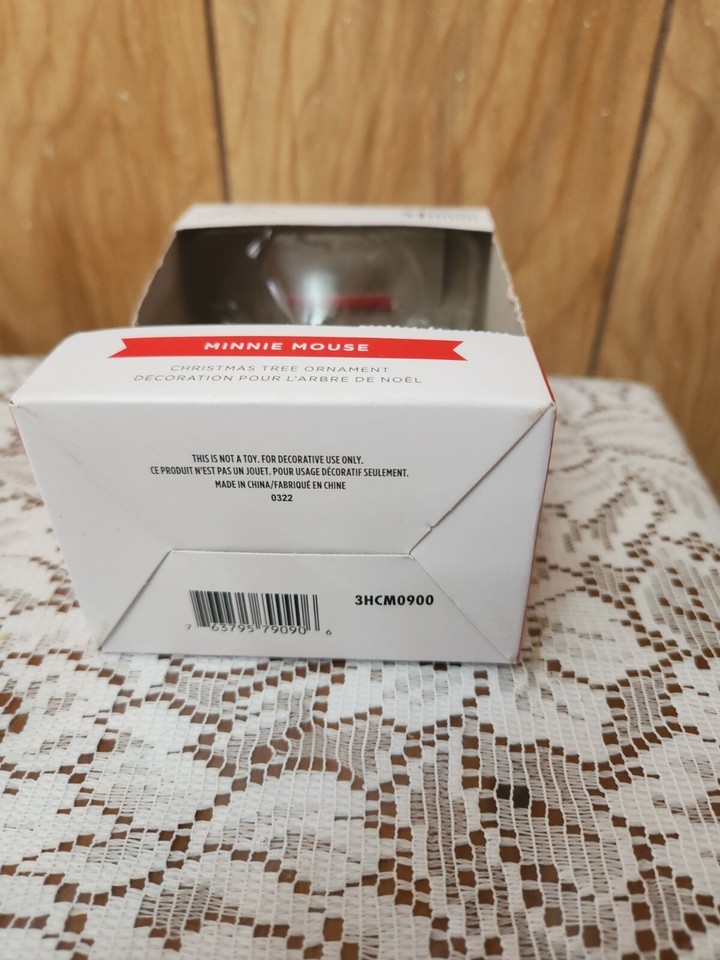 MINNIE MOUSE
CHRISTMAS TREE ORNAMENT
DÉCORATION POUR L'ARBRE DE NOËL
THIS IS NOT A TOY. FOR DECORATIVE USE ONLY.
CE PRODUIT N'EST PAS UN JOUET. POUR USAGE DÉCORATIF SEULEMENT.
MADE IN CHINA/FABRIQUÉ EN CHINE
0322
3HCM0900
7 63795 79090 6